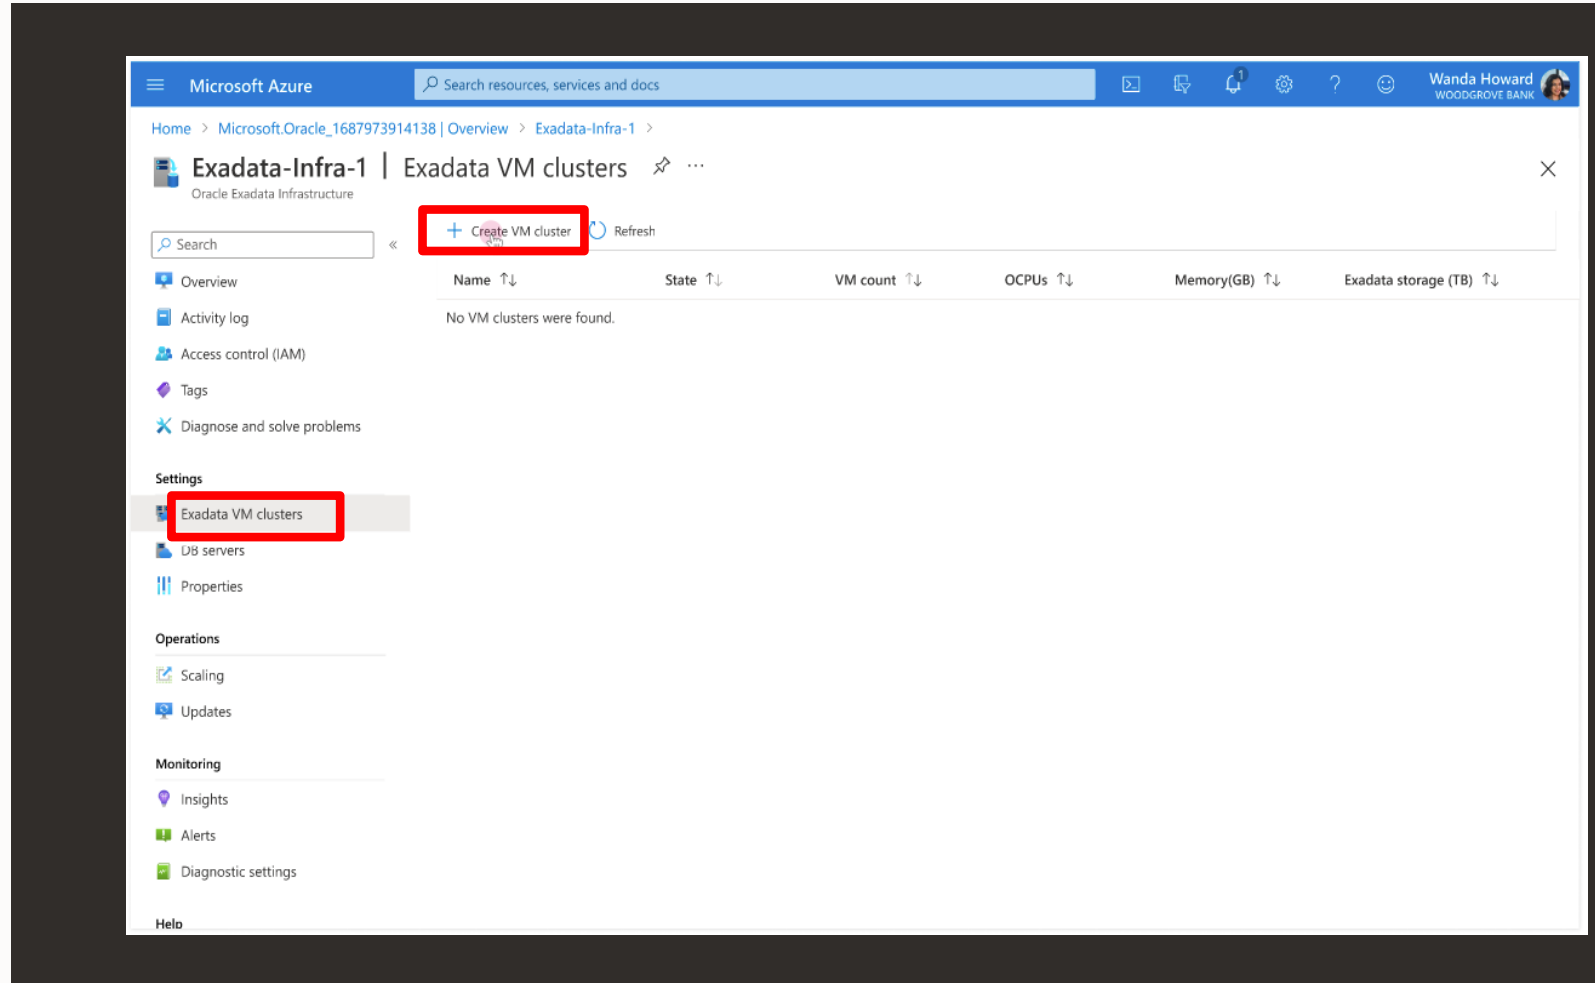 Microsoft Azure
Search resources, services and docs
1
Wanda Howard
WOODGROVE BANK
Home > Microsoft.Oracle_1687973914138 | Overview > Exadata-Infra-1 >
Exadata-Infra-1 | Exadata VM clusters ...
Oracle Exadata Infrastructure
Search «
+ Create VM cluster Refresh
Name ↑↓ State ↑↓ VM count ↑↓ OCPUs ↑↓ Memory(GB) ↑↓ Exadata storage (TB) ↑↓
No VM clusters were found.
Overview
Activity log
Access control (IAM)
Tags
Diagnose and solve problems
Settings
Exadata VM clusters
DB servers
Properties
Operations
Scaling
Updates
Monitoring
Insights
Alerts
Diagnostic settings
Help